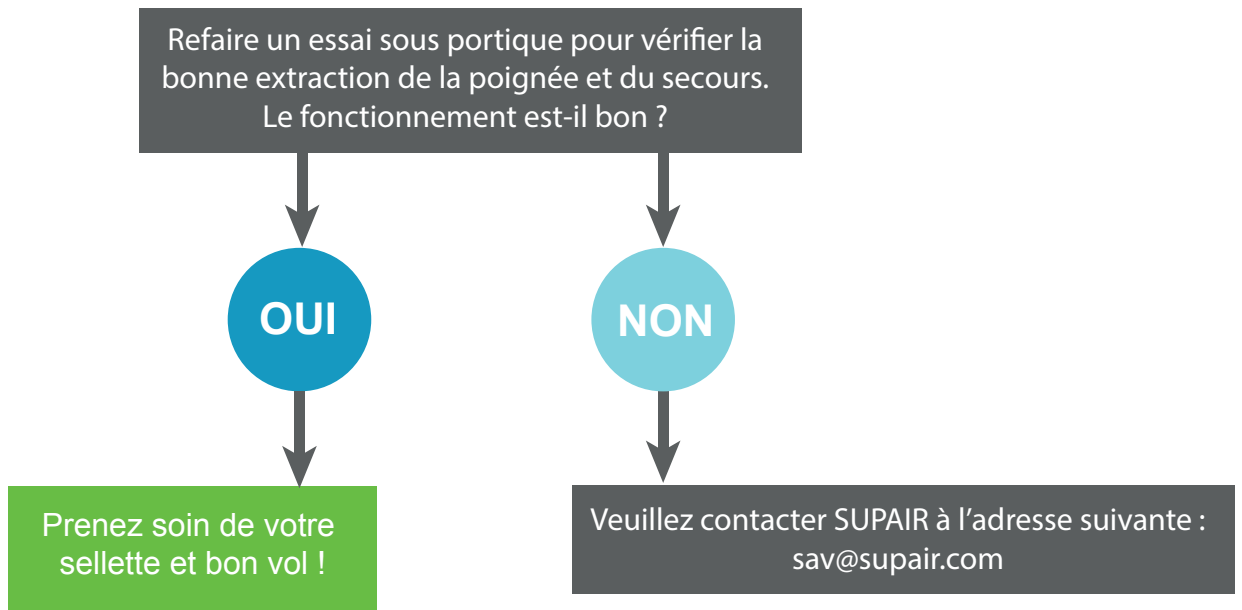 Refaire un essai sous portique pour vérifier la
bonne extraction de la poignée et du secours.
Le fonctionnement est-il bon ?
OUI
NON
Prenez soin de votre
sellette et bon vol !
Veuillez contacter SUPAIR à l’adresse suivante :
sav@supair.com